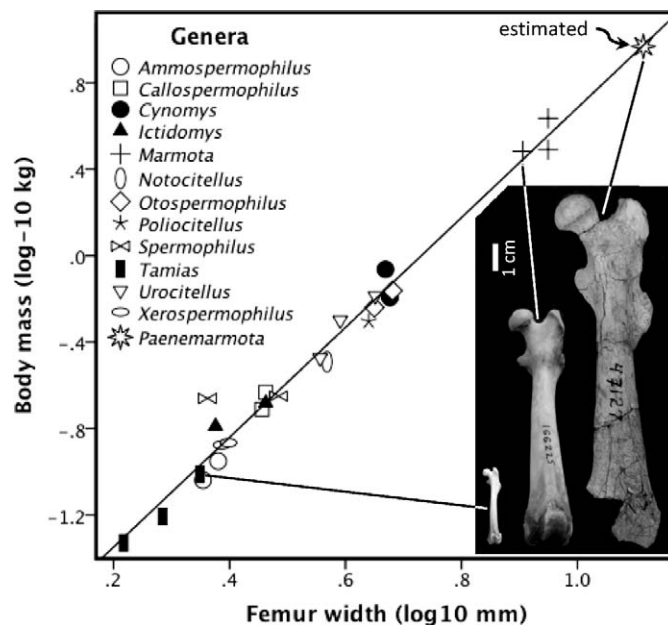 estimated
Genera
Ammospermophilus
Callospermophilus
Cynomys
Ictidomys
Marmota
Notocitellus
Otospermophilus
Poliocitellus
Spermophilus
Tamias
Urocitellus
Xerospermophilus
Paenemarmota
Body mass (log-10 kg)
.8
.4
.0
-.4
-.8
-1.2
1 cm
47127
166225
.2 .4 .6 .8 1.0
Femur width (log10 mm)